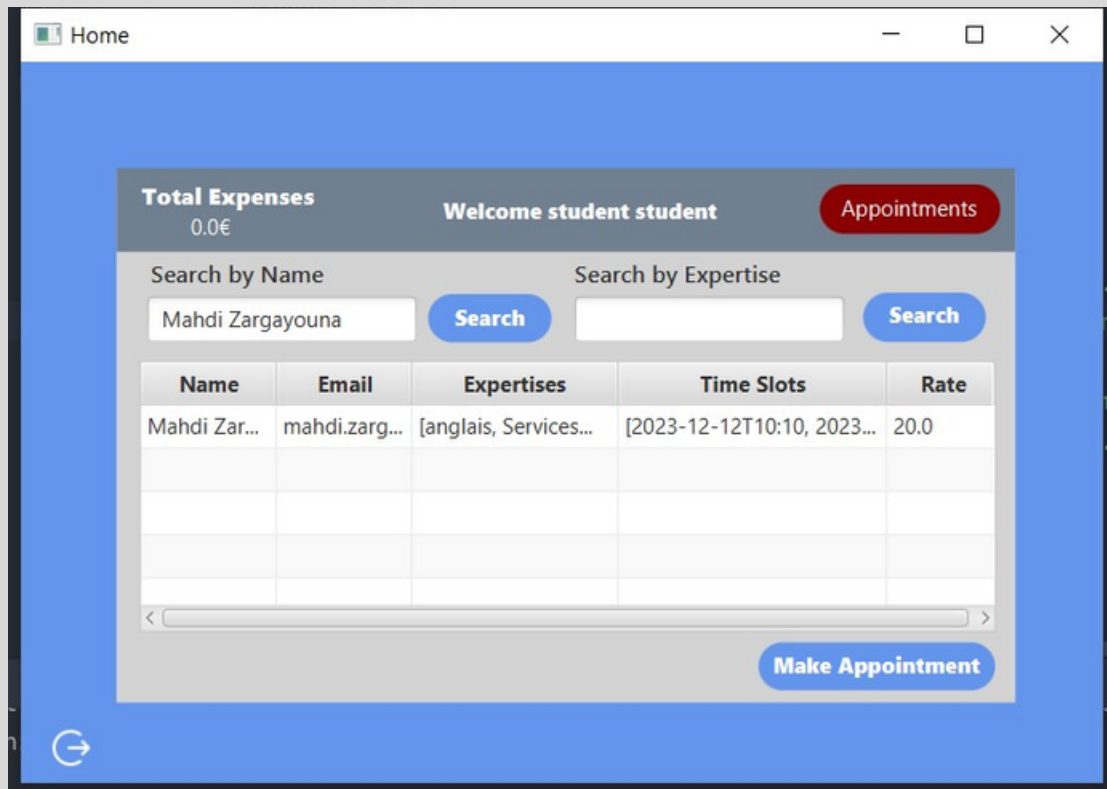 Home
Total Expenses
0.0€
Welcome student student
Appointments
Search by Name
Search by Expertise
Mahdi Zargayouna
Search
Search
Name Email Expertises Time Slots Rate
Mahdi Zar... mahdi.zarg... [anglais, Services... [2023-12-12T10:10, 2023... 20.0
Make Appointment